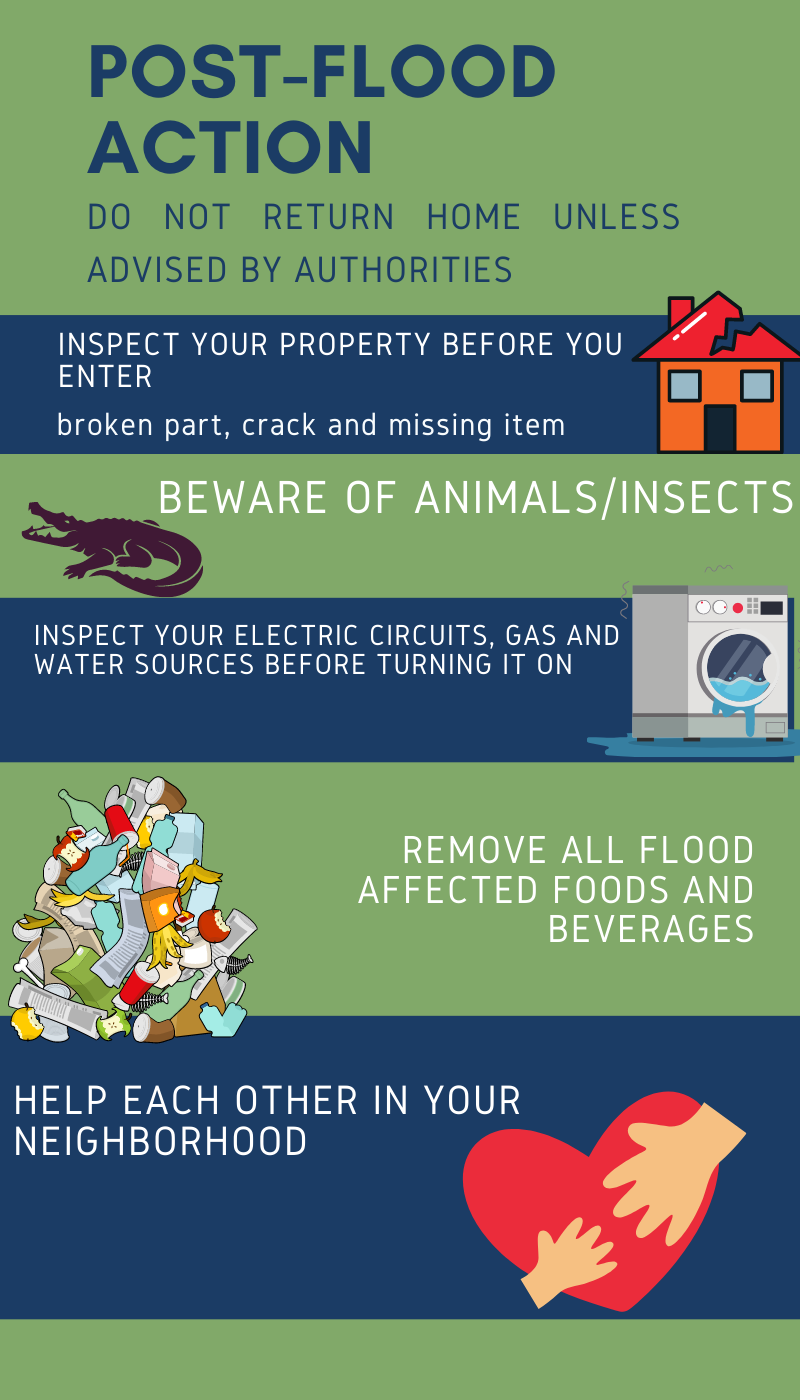 POST-FLOOD
ACTION
DO NOT RETURN HOME UNLESS
ADVISED BY AUTHORITIES
INSPECT YOUR PROPERTY BEFORE YOU
ENTER
broken part, crack and missing item
BEWARE OF ANIMALS/INSECTS
INSPECT YOUR ELECTRIC CIRCUITS, GAS AND
WATER SOURCES BEFORE TURNING IT ON
REMOVE ALL FLOOD
AFFECTED FOODS AND
BEVERAGES
HELP EACH OTHER IN YOUR
NEIGHBORHOOD